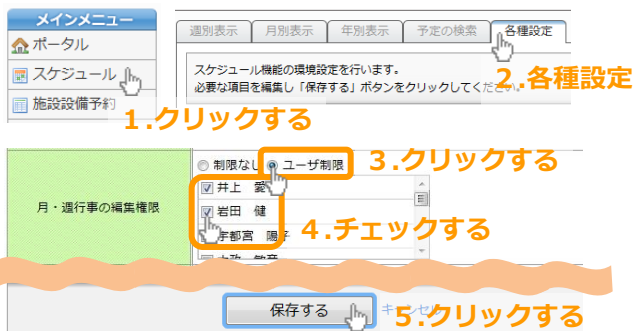 メインメニュー
ポータル
スケジュール
施設設備予約
1.クリックする
週別表示 月別表示 年別表示 予定の検索 各種設定
スケジュール機能の環境設定を行います。
必要な項目を編集し「保存する」ボタンをクリックしてください。
2.各種設定
月・週行事の編集権限
制限なし ユーザ制限
3.クリックする
井上 愛
岩田 健
宇都宮 陽子
4.チェックする
保存する
キャンセル
5.クリックする